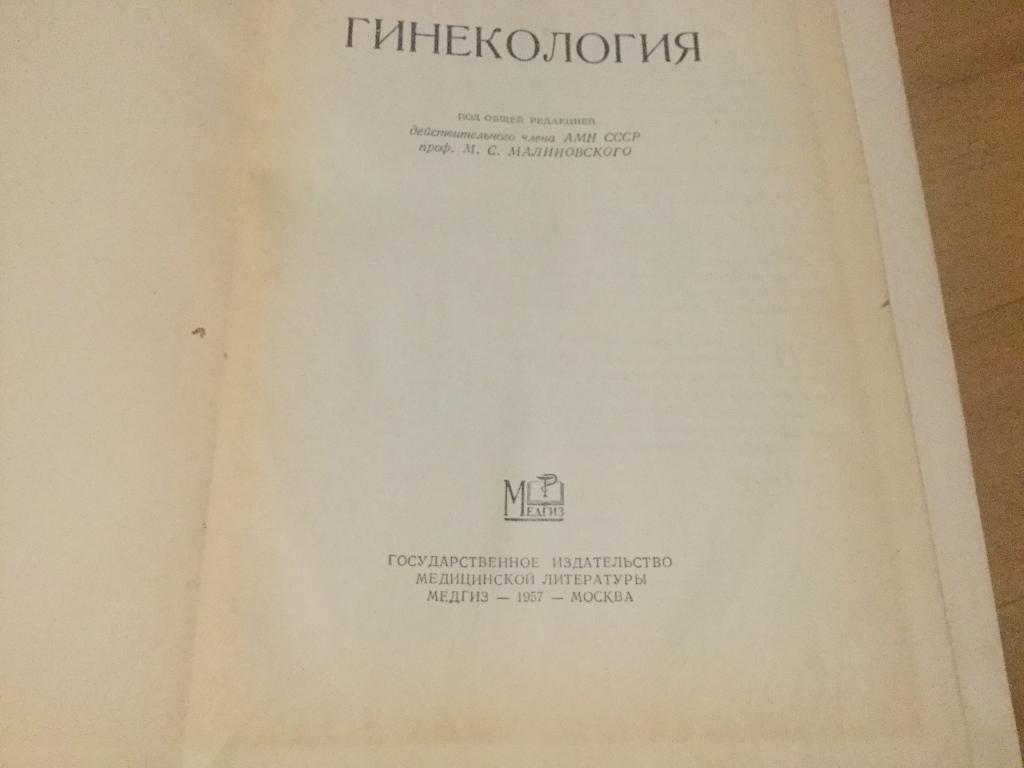 ГИНЕКОЛОГИЯ
ПОД ОБЩЕЙ РЕДАКЦИЕЙ
действительного члена АМН СССР
проф. М. С. МАЛИНОВСКОГО
МЕДГИЗ
ГОСУДАРСТВЕННОЕ ИЗДАТЕЛЬСТВО
МЕДИЦИНСКОЙ ЛИТЕРАТУРЫ
МЕДГИЗ — 1957 — МОСКВА